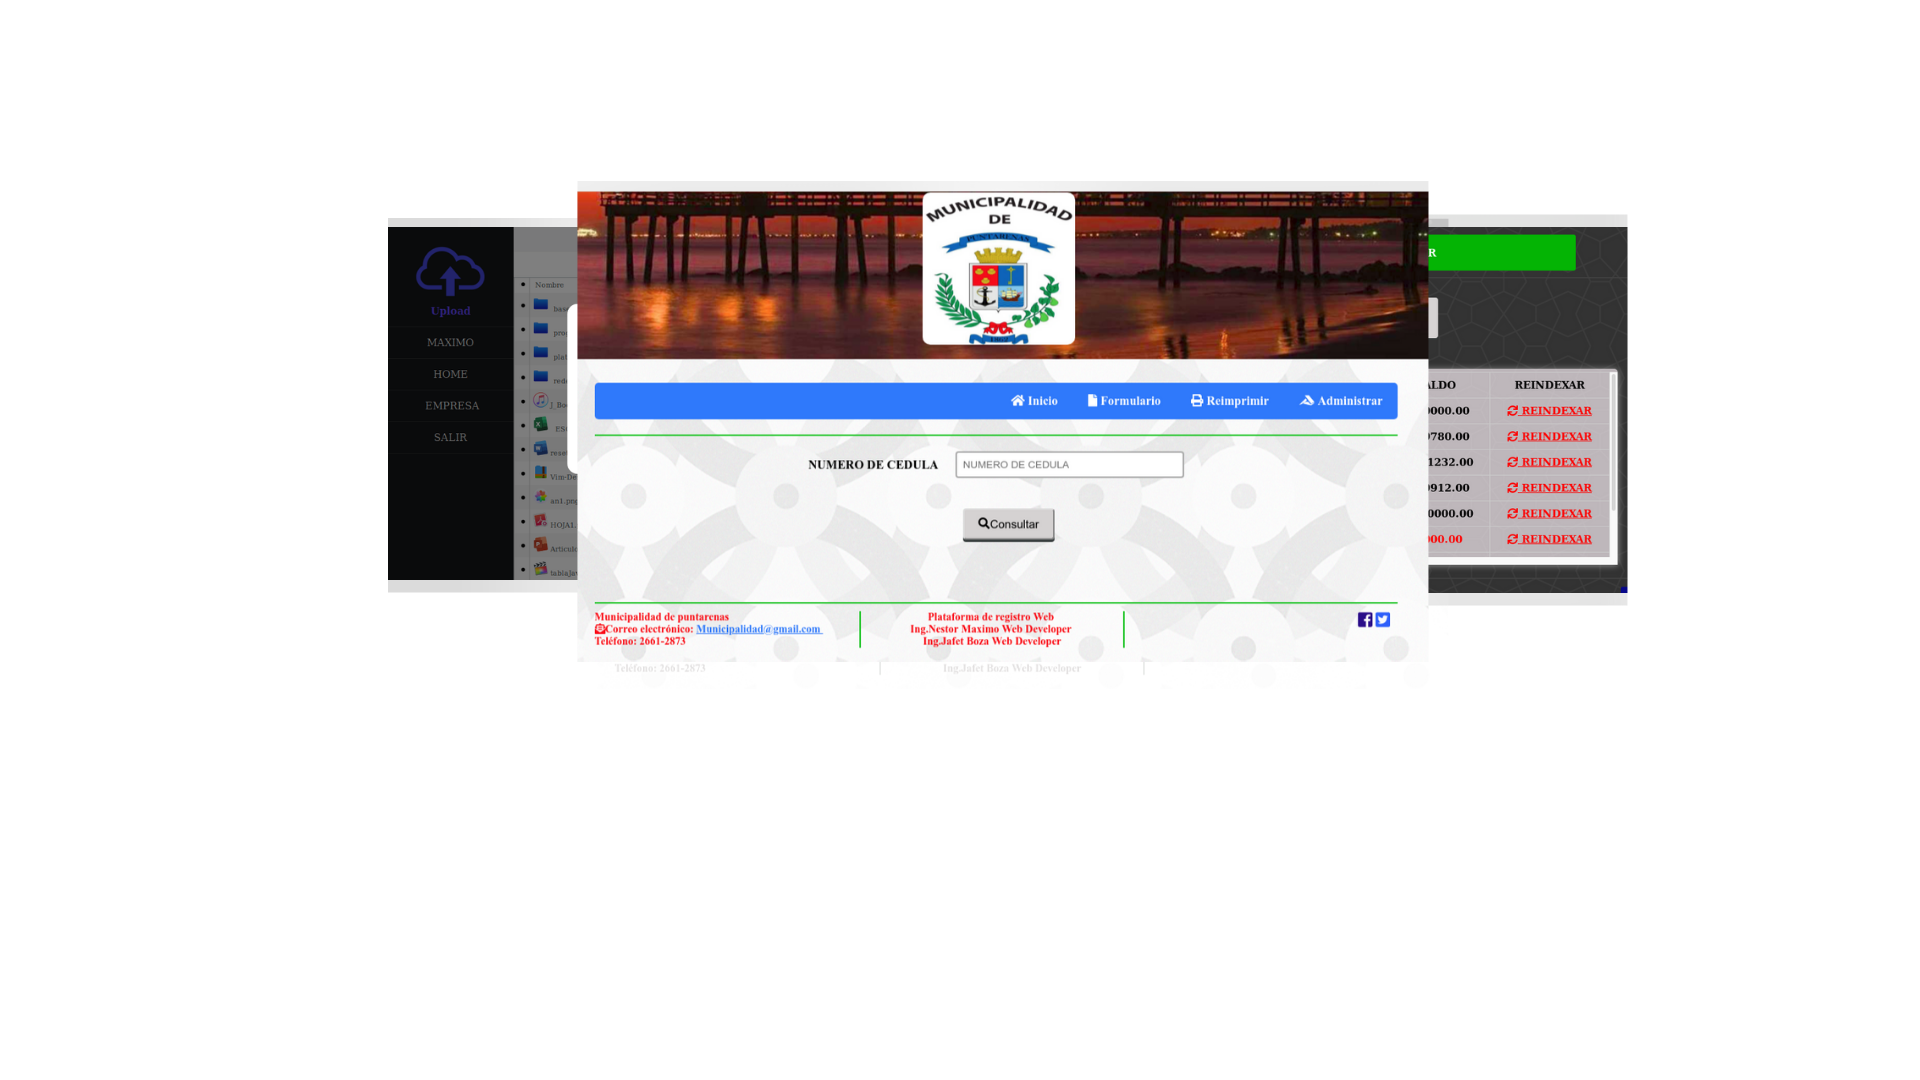 MUNICIPALIDAD
DE
PUNTARENAS
Inicio
Formulario
Reimprimir
Administrar
NUMERO DE CEDULA
NUMERO DE CEDULA
Consultar
Municipalidad de puntarenas
Correo electrónico: Municipalidad@gmail.com
Teléfono: 2661-2873
Plataforma de registro Web
Ing.Nestor Maximo Web Developer
Ing.Jafet Boza Web Developer
Teléfono: 2661-2873
Ing.Jafet Boza Web Developer
Upload
MAXIMO
HOME
EMPRESA
SALIR
Nombre
HOJA1.
R
ALDO
REINDEXAR
0000.00
REINDEXAR
9780.00
REINDEXAR
1232.00
REINDEXAR
9912.00
REINDEXAR
0000.00
REINDEXAR
000.00
REINDEXAR